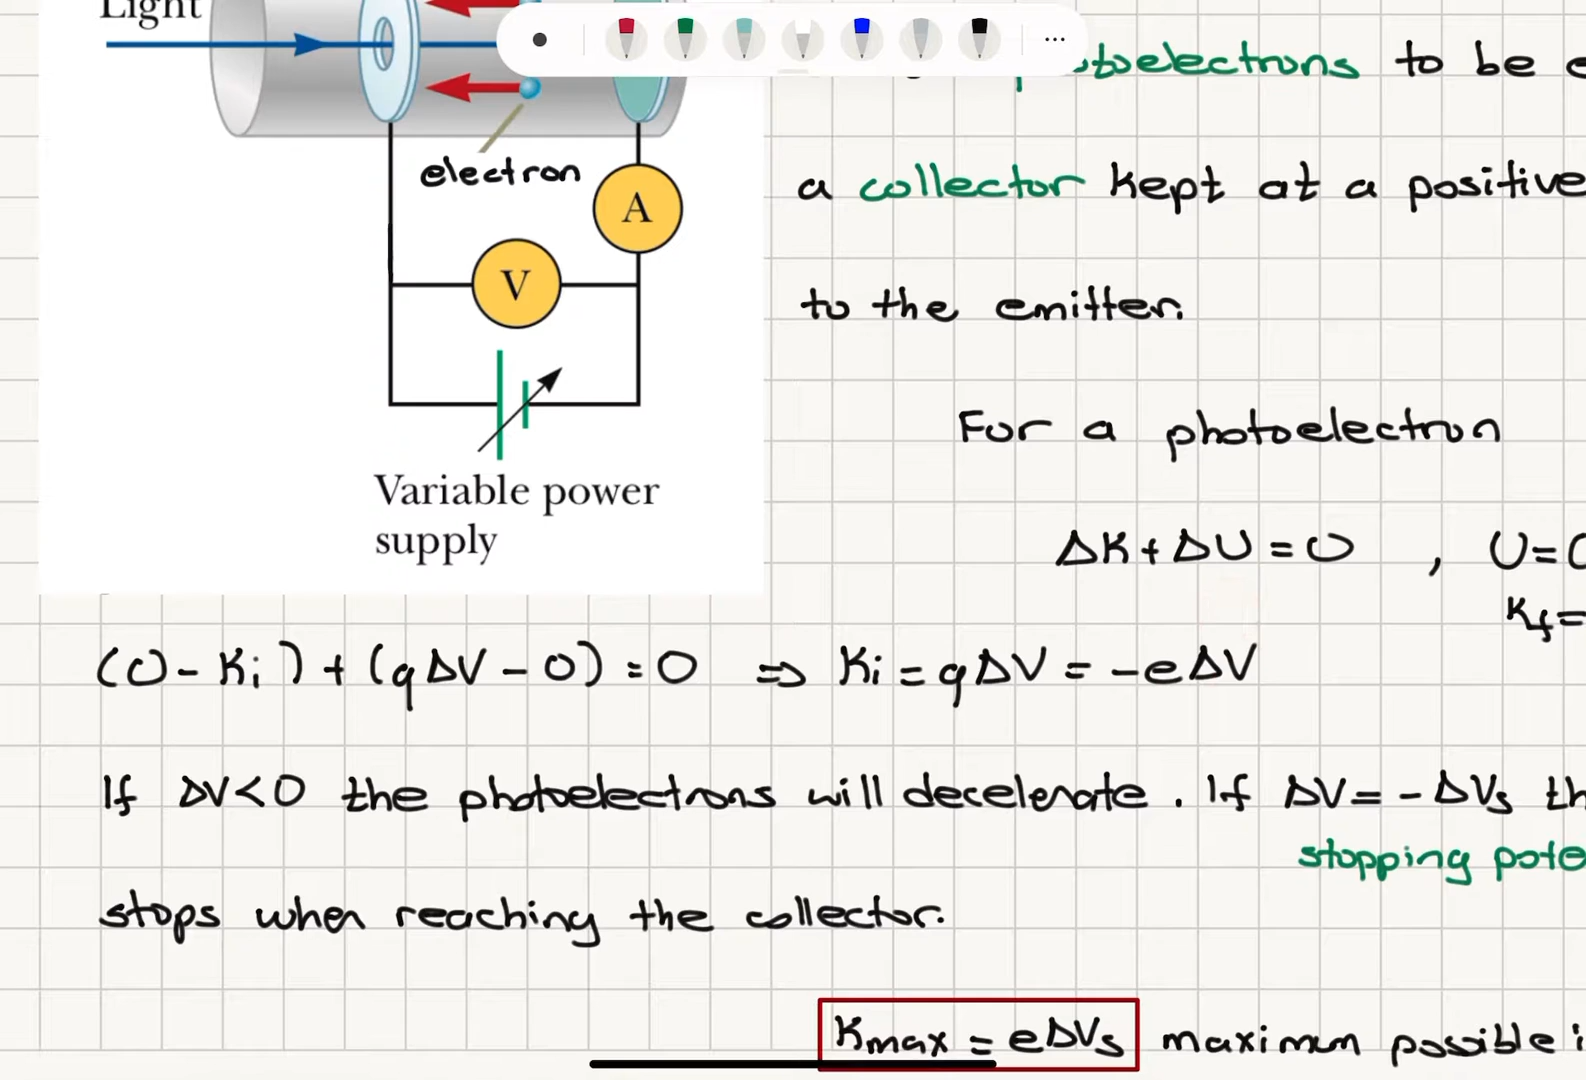 Light
photoelectrons to be
electron
A
a collector kept at a positive
V
to the emitter.
For a photoelectron
Variable power
supply
ΔK + ΔU = 0 , U=0
Kf =
(0 - Ki) + (qΔV - 0) = 0 ⇒ Ki = qΔV = -eΔV
If ΔV<0 the photoelectrons will decelerate. If ΔV = -ΔVs
stopping
stops when reaching the collector.
Kmax = eΔVs maximum possible